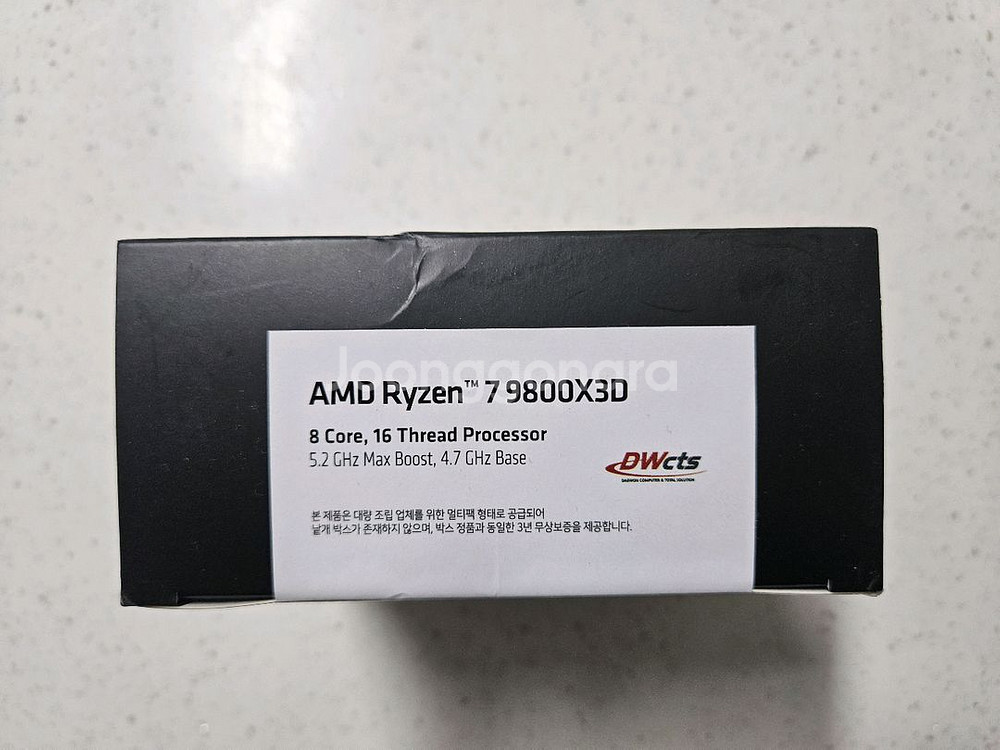 Joonggonara
AMD Ryzen™ 7 9800X3D
8 Core, 16 Thread Processor
5.2 GHz Max Boost, 4.7 GHz Base
DWcts
DAEWON COMPUTER & TOTAL SOLUTION
본 제품은 대량 조립 업체를 위한 멀티팩 형태로 공급되어
낱개 박스가 존재하지 않으며, 박스 정품과 동일한 3년 무상보증을 제공합니다.